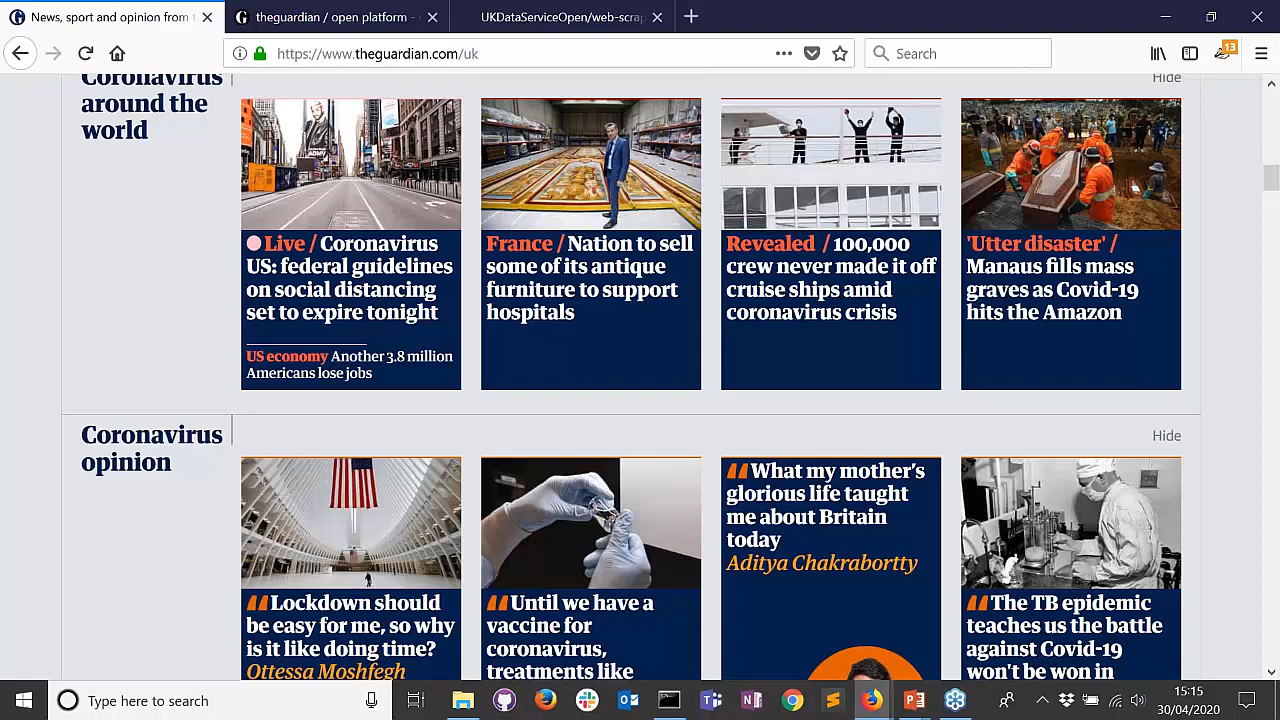 News, sport and opinion from t
theguardian / open platform -
UKDataServiceOpen/web-scrap
https://www.theguardian.com/uk
Search
13
Coronavirus around the world
Hide
Live / Coronavirus
US: federal guidelines
on social distancing
set to expire tonight
US economy Another 3.8 million
Americans lose jobs
France / Nation to sell
some of its antique
furniture to support
hospitals
Revealed / 100,000
crew never made it off
cruise ships amid
coronavirus crisis
'Utter disaster' /
Manaus fills mass
graves as Covid-19
hits the Amazon
Coronavirus
opinion
Hide
Lockdown should
be easy for me, so why
is it like doing time?
Ottessa Moshfegh
Until we have a
vaccine for
coronavirus,
treatments like
What my mother's
glorious life taught
me about Britain
today
Aditya Chakrabortty
The TB epidemic
teaches us the battle
against Covid-19
won't be won in
Type here to search
15:15
30/04/2020